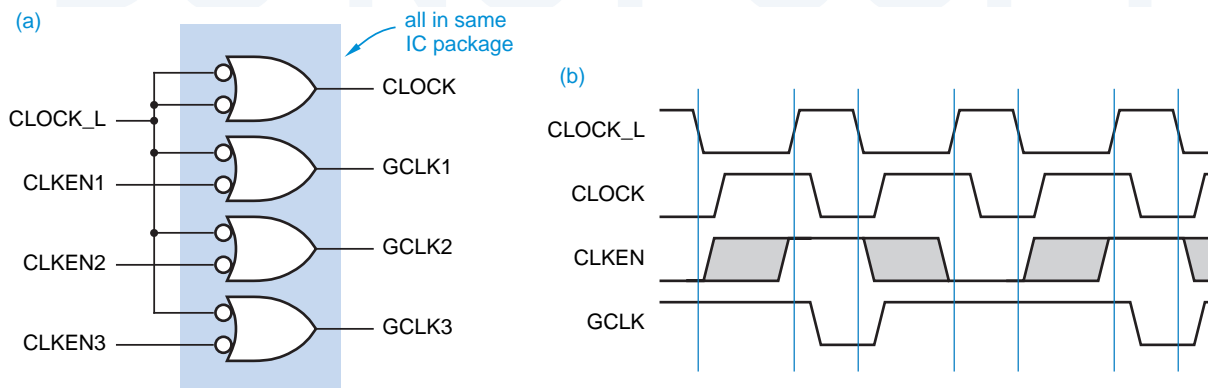 (a)
all in same
IC package
CLOCK
CLOCK_L
GCLK1
CLKEN1
GCLK2
CLKEN2
GCLK3
CLKEN3
(b)
CLOCK_L
CLOCK
CLKEN
GCLK